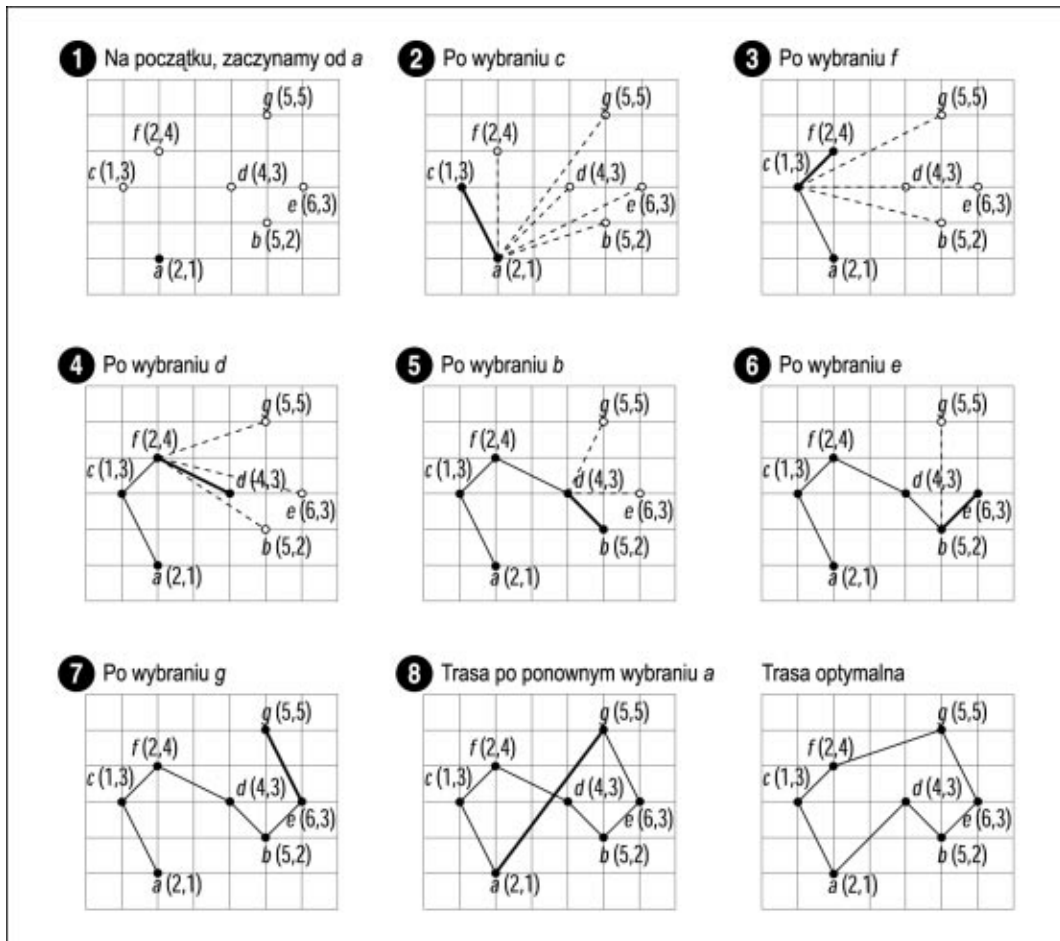 1 Na początku, zaczynamy od a
g (5,5)
f (2,4)
c (1,3)
d (4,3)
e (6,3)
b (5,2)
a (2,1)
2 Po wybraniu c
g (5,5)
f (2,4)
c (1,3)
d (4,3)
e (6,3)
b (5,2)
a (2,1)
3 Po wybraniu f
g (5,5)
f (2,4)
c (1,3)
d (4,3)
e (6,3)
b (5,2)
a (2,1)
4 Po wybraniu d
g (5,5)
f (2,4)
c (1,3)
d (4,3)
e (6,3)
b (5,2)
a (2,1)
5 Po wybraniu b
g (5,5)
f (2,4)
c (1,3)
d (4,3)
e (6,3)
b (5,2)
a (2,1)
6 Po wybraniu e
g (5,5)
f (2,4)
c (1,3)
d (4,3)
e (6,3)
b (5,2)
a (2,1)
7 Po wybraniu g
g (5,5)
f (2,4)
c (1,3)
d (4,3)
e (6,3)
b (5,2)
a (2,1)
8 Trasa po ponownym wybraniu a
g (5,5)
f (2,4)
c (1,3)
d (4,3)
e (6,3)
b (5,2)
a (2,1)
Trasa optymalna
g (5,5)
f (2,4)
c (1,3)
d (4,3)
e (6,3)
b (5,2)
a (2,1)